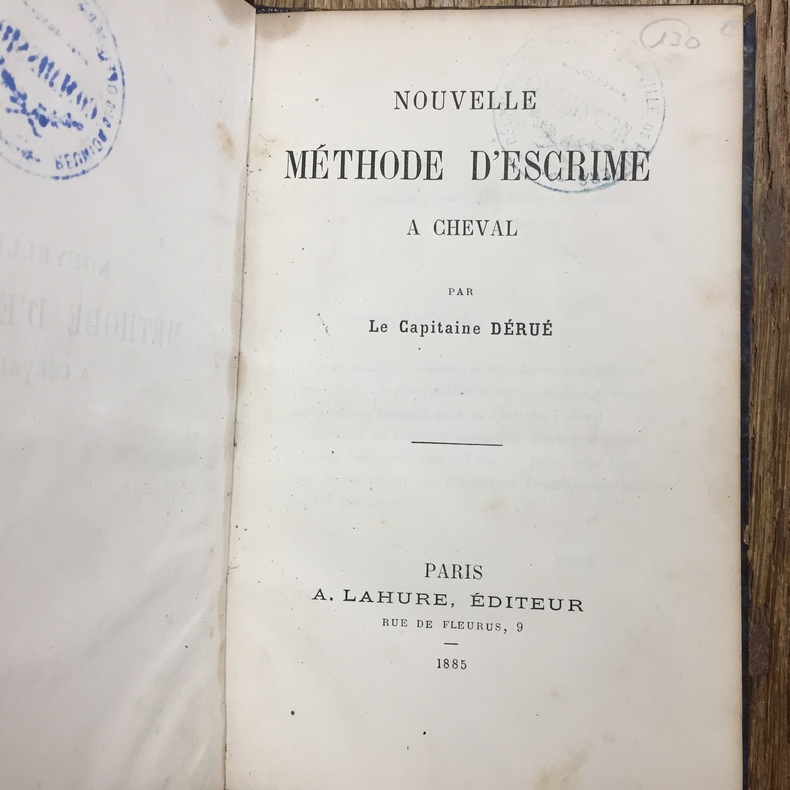 130
NOUVELLE
MÉTHODE D'ESCRIME
A CHEVAL
PAR
Le Capitaine DÉRUÉ
PARIS
A. LAHURE, ÉDITEUR
RUE DE FLEURUS, 9
1885